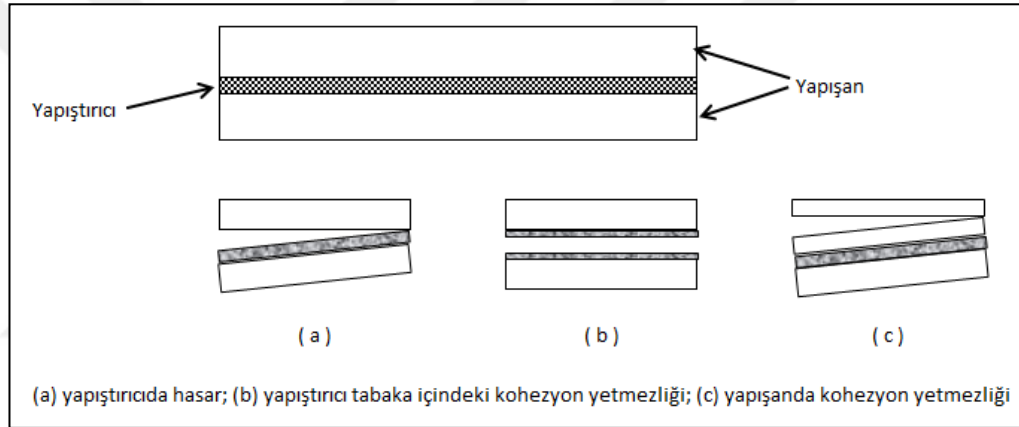 Yapıştırıcı
Yapışan
( a )
( b )
( c )
(a) yapıştırıcıda hasar; (b) yapıştırıcı tabaka içindeki kohezyon yetmezliği; (c) yapışanda kohezyon yetmezliği